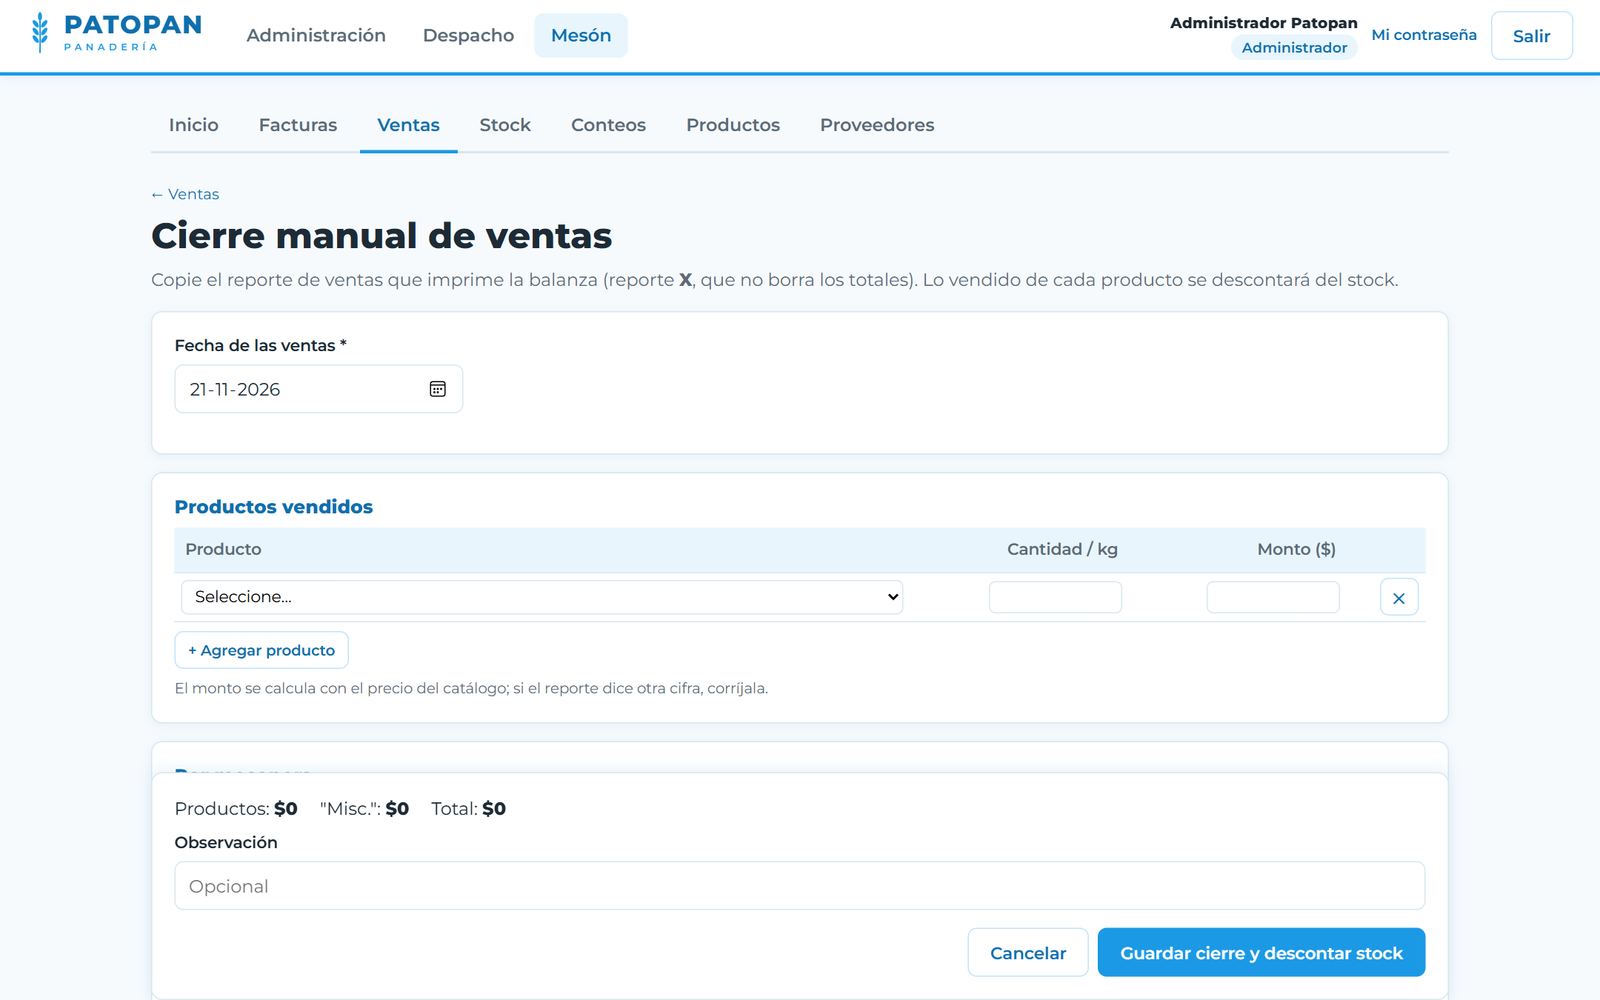 PATOPAN
PANADERÍA
Administración
Despacho
Mesón
Administrador Patopan
Administrador
Mi contraseña
Salir
Inicio
Facturas
Ventas
Stock
Conteos
Productos
Proveedores
← Ventas
Cierre manual de ventas
Copie el reporte de ventas que imprime la balanza (reporte X, que no borra los totales). Lo vendido de cada producto se descontará del stock.
Fecha de las ventas *
21-11-2026
Productos vendidos
Producto Cantidad / kg Monto ($)
Seleccione...
+ Agregar producto
El monto se calcula con el precio del catálogo; si el reporte dice otra cifra, corríjala.
Productos: $0 "Misc.": $0 Total: $0
Observación
Opcional
Cancelar
Guardar cierre y descontar stock